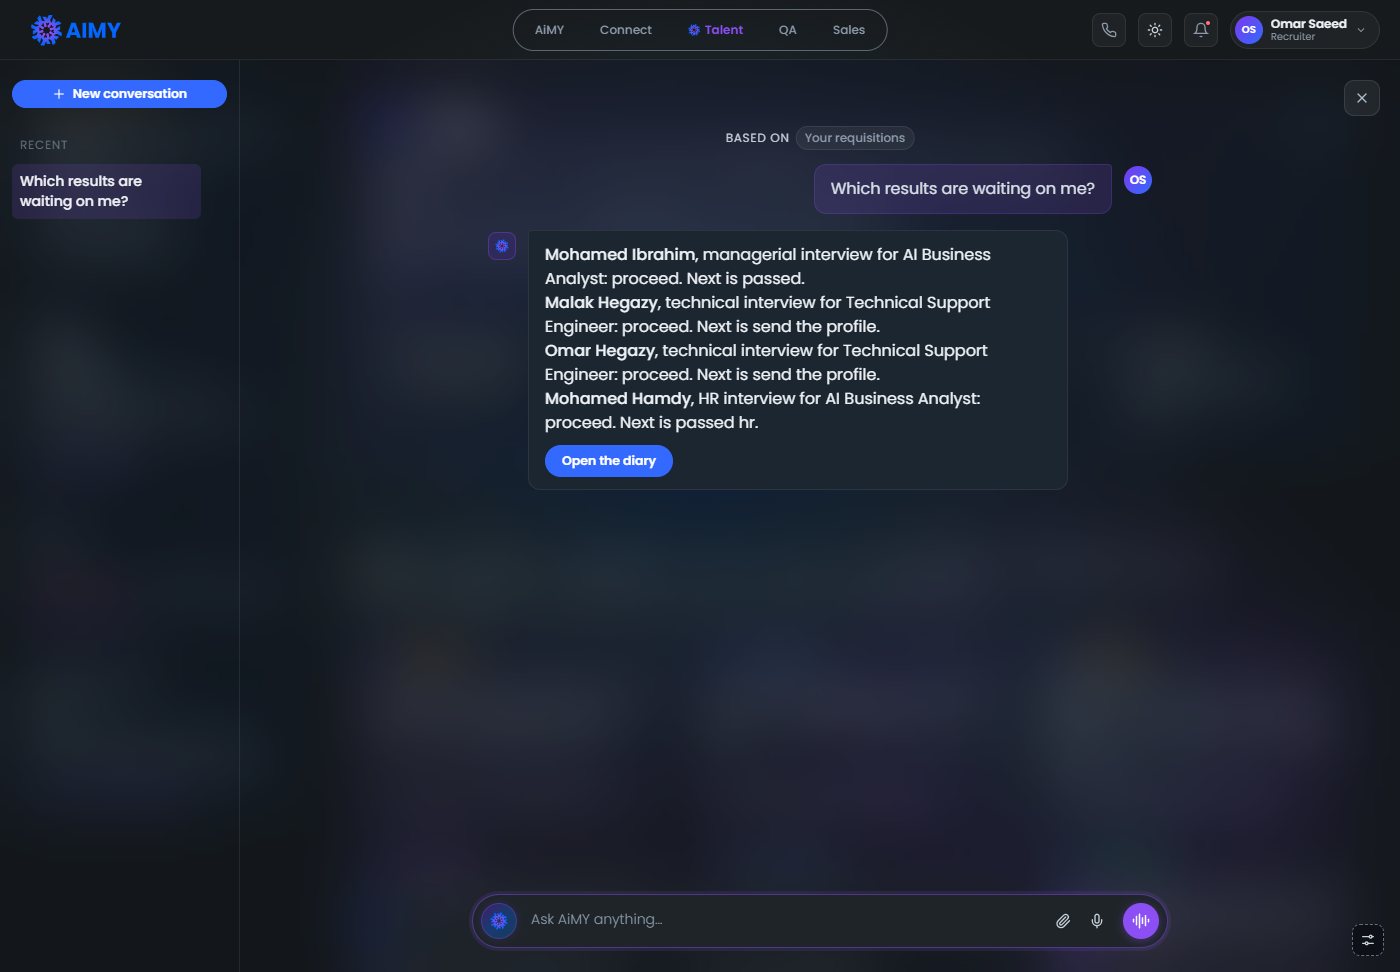 AiMY
AiMY
Connect
Talent
QA
Sales
OS
Omar Saeed
Recruiter
New conversation
RECENT
Which results are
waiting on me?
BASED ON
Your requisitions
Which results are waiting on me?
OS
Mohamed Ibrahim, managerial interview for AI Business
Analyst: proceed. Next is passed.
Malak Hegazy, technical interview for Technical Support
Engineer: proceed. Next is send the profile.
Omar Hegazy, technical interview for Technical Support
Engineer: proceed. Next is send the profile.
Mohamed Hamdy, HR interview for AI Business Analyst:
proceed. Next is passed hr.
Open the diary
Ask AiMY anything...